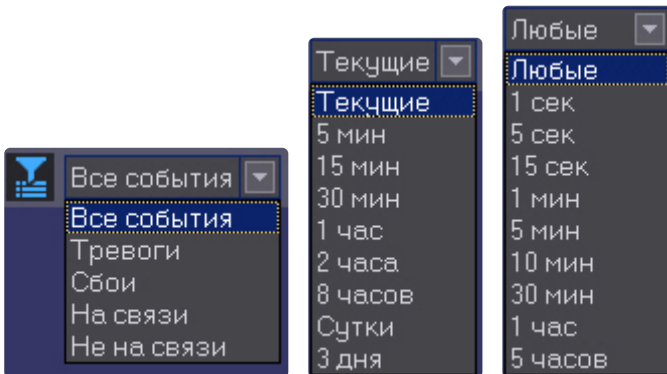 Все события
Все события
Тревоги
Сбои
На связи
Не на связи
Текущие
Текущие
5 мин
15 мин
30 мин
1 час
2 часа
8 часов
Сутки
3 дня
Любые
Любые
1 сек
5 сек
15 сек
1 мин
5 мин
10 мин
30 мин
1 час
5 часов